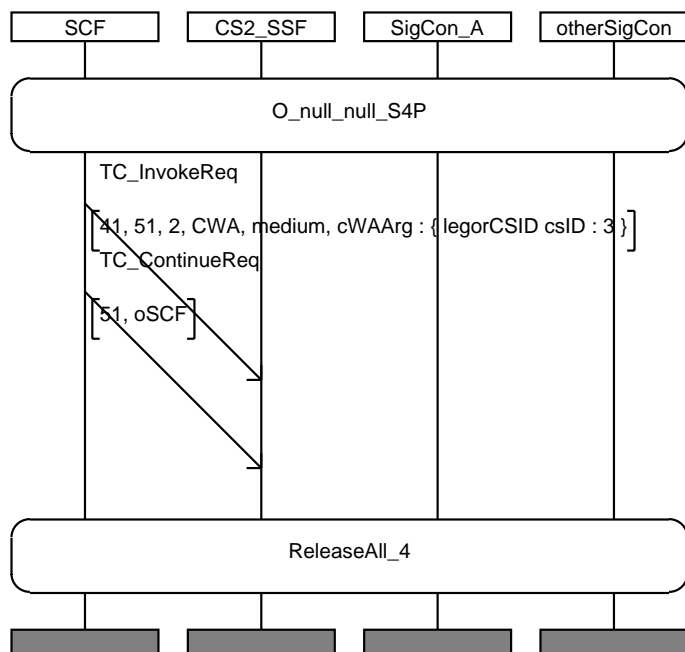 SCF CS2_SSF SigCon_A otherSigCon
O_null_null_S4P
TC_InvokeReq
41, 51, 2, CWA, medium, cWAArg : { legorCSID csID : 3 }
TC_ContinueReq
51, oSCF
ReleaseAll_4